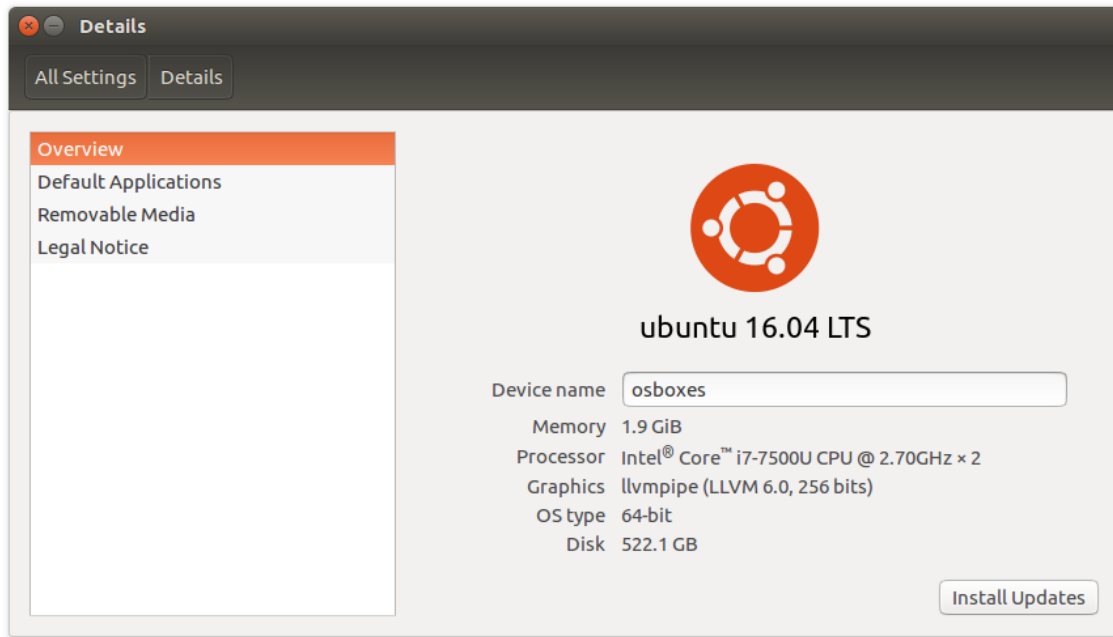 Details
All Settings Details
Overview
Default Applications
Removable Media
Legal Notice
ubuntu 16.04 LTS
Device name osboxes
Memory 1.9 GiB
Processor Intel® Core™ i7-7500U CPU @ 2.70GHz × 2
Graphics llvmpipe (LLVM 6.0, 256 bits)
OS type 64-bit
Disk 522.1 GB
Install Updates